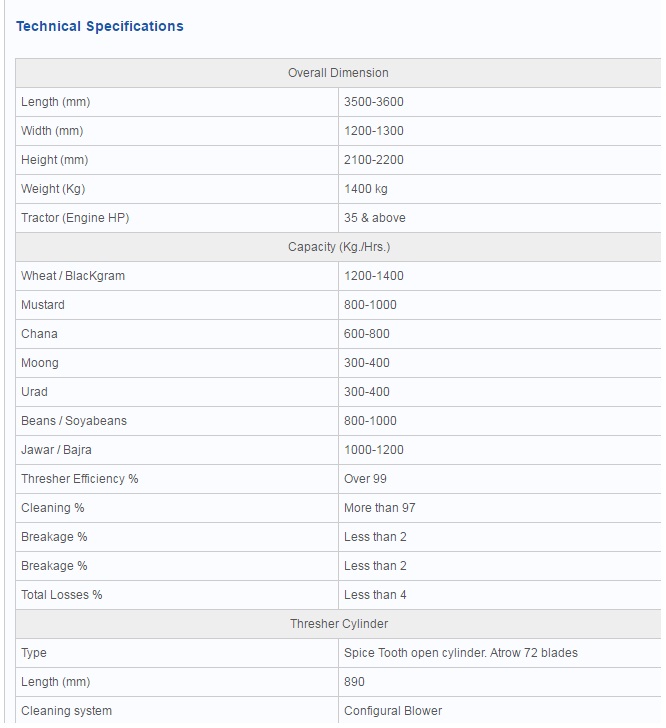 Technical Specifications
Overall Dimension
Length (mm) 3500-3600
Width (mm) 1200-1300
Height (mm) 2100-2200
Weight (Kg) 1400 kg
Tractor (Engine HP) 35 & above
Capacity (Kg./Hrs.)
Wheat / BlacKgram 1200-1400
Mustard 800-1000
Chana 600-800
Moong 300-400
Urad 300-400
Beans / Soyabeans 800-1000
Jawar / Bajra 1000-1200
Thresher Efficiency % Over 99
Cleaning % More than 97
Breakage % Less than 2
Breakage % Less than 2
Total Losses % Less than 4
Thresher Cylinder
Type Spice Tooth open cylinder. Atrow 72 blades
Length (mm) 890
Cleaning system Configural Blower